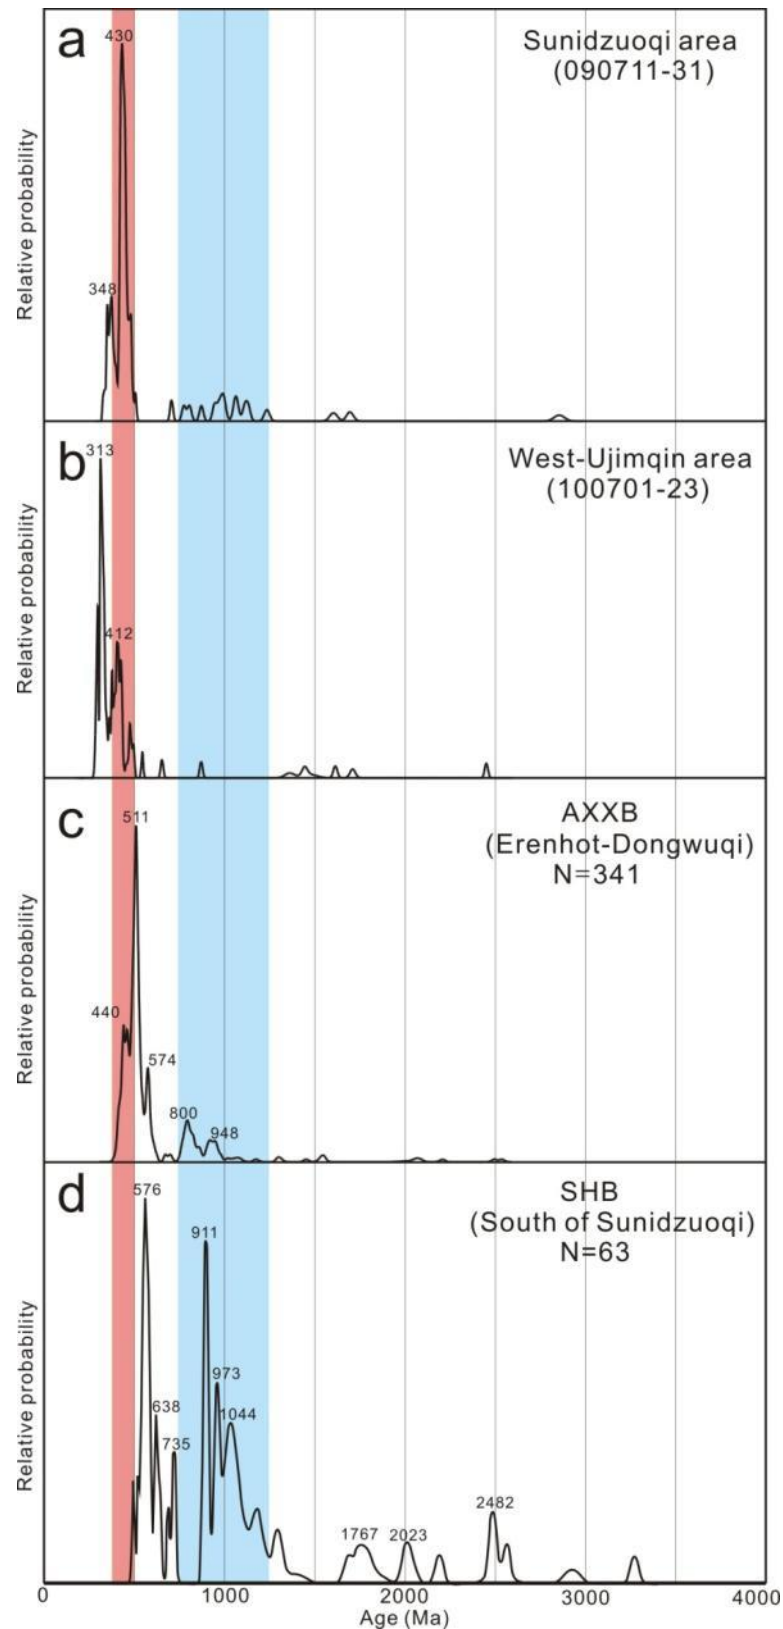 a
430
Sunidzuoqi area
(090711-31)
348
Relative probability
b
313
West-Ujimqin area
(100701-23)
412
Relative probability
c
511
AXXB
(Erenhot-Dongwuqi)
N=341
440
574
800
948
Relative probability
d
576
SHB
(South of Sunidzuoqi)
N=63
911
973
638
1044
735
2482
1767
2023
Relative probability
0
1000
2000
3000
4000
Age (Ma)